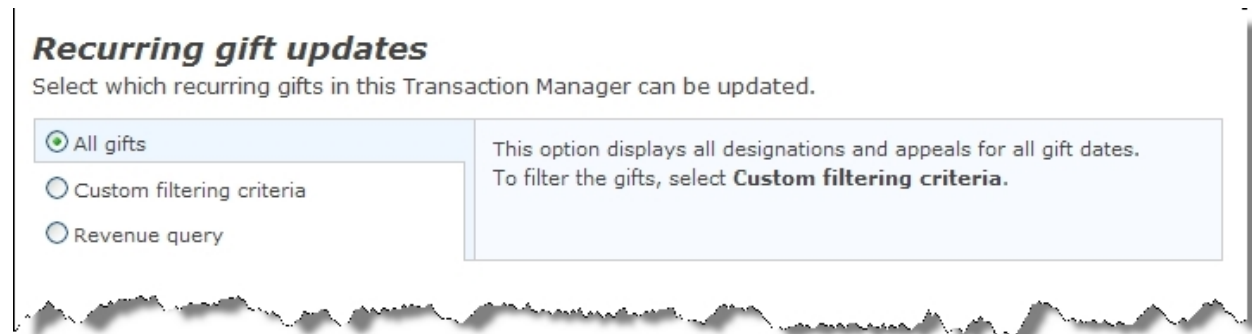 Recurring gift updates
Select which recurring gifts in this Transaction Manager can be updated.
All gifts
Custom filtering criteria
Revenue query
This option displays all designations and appeals for all gift dates.
To filter the gifts, select Custom filtering criteria.